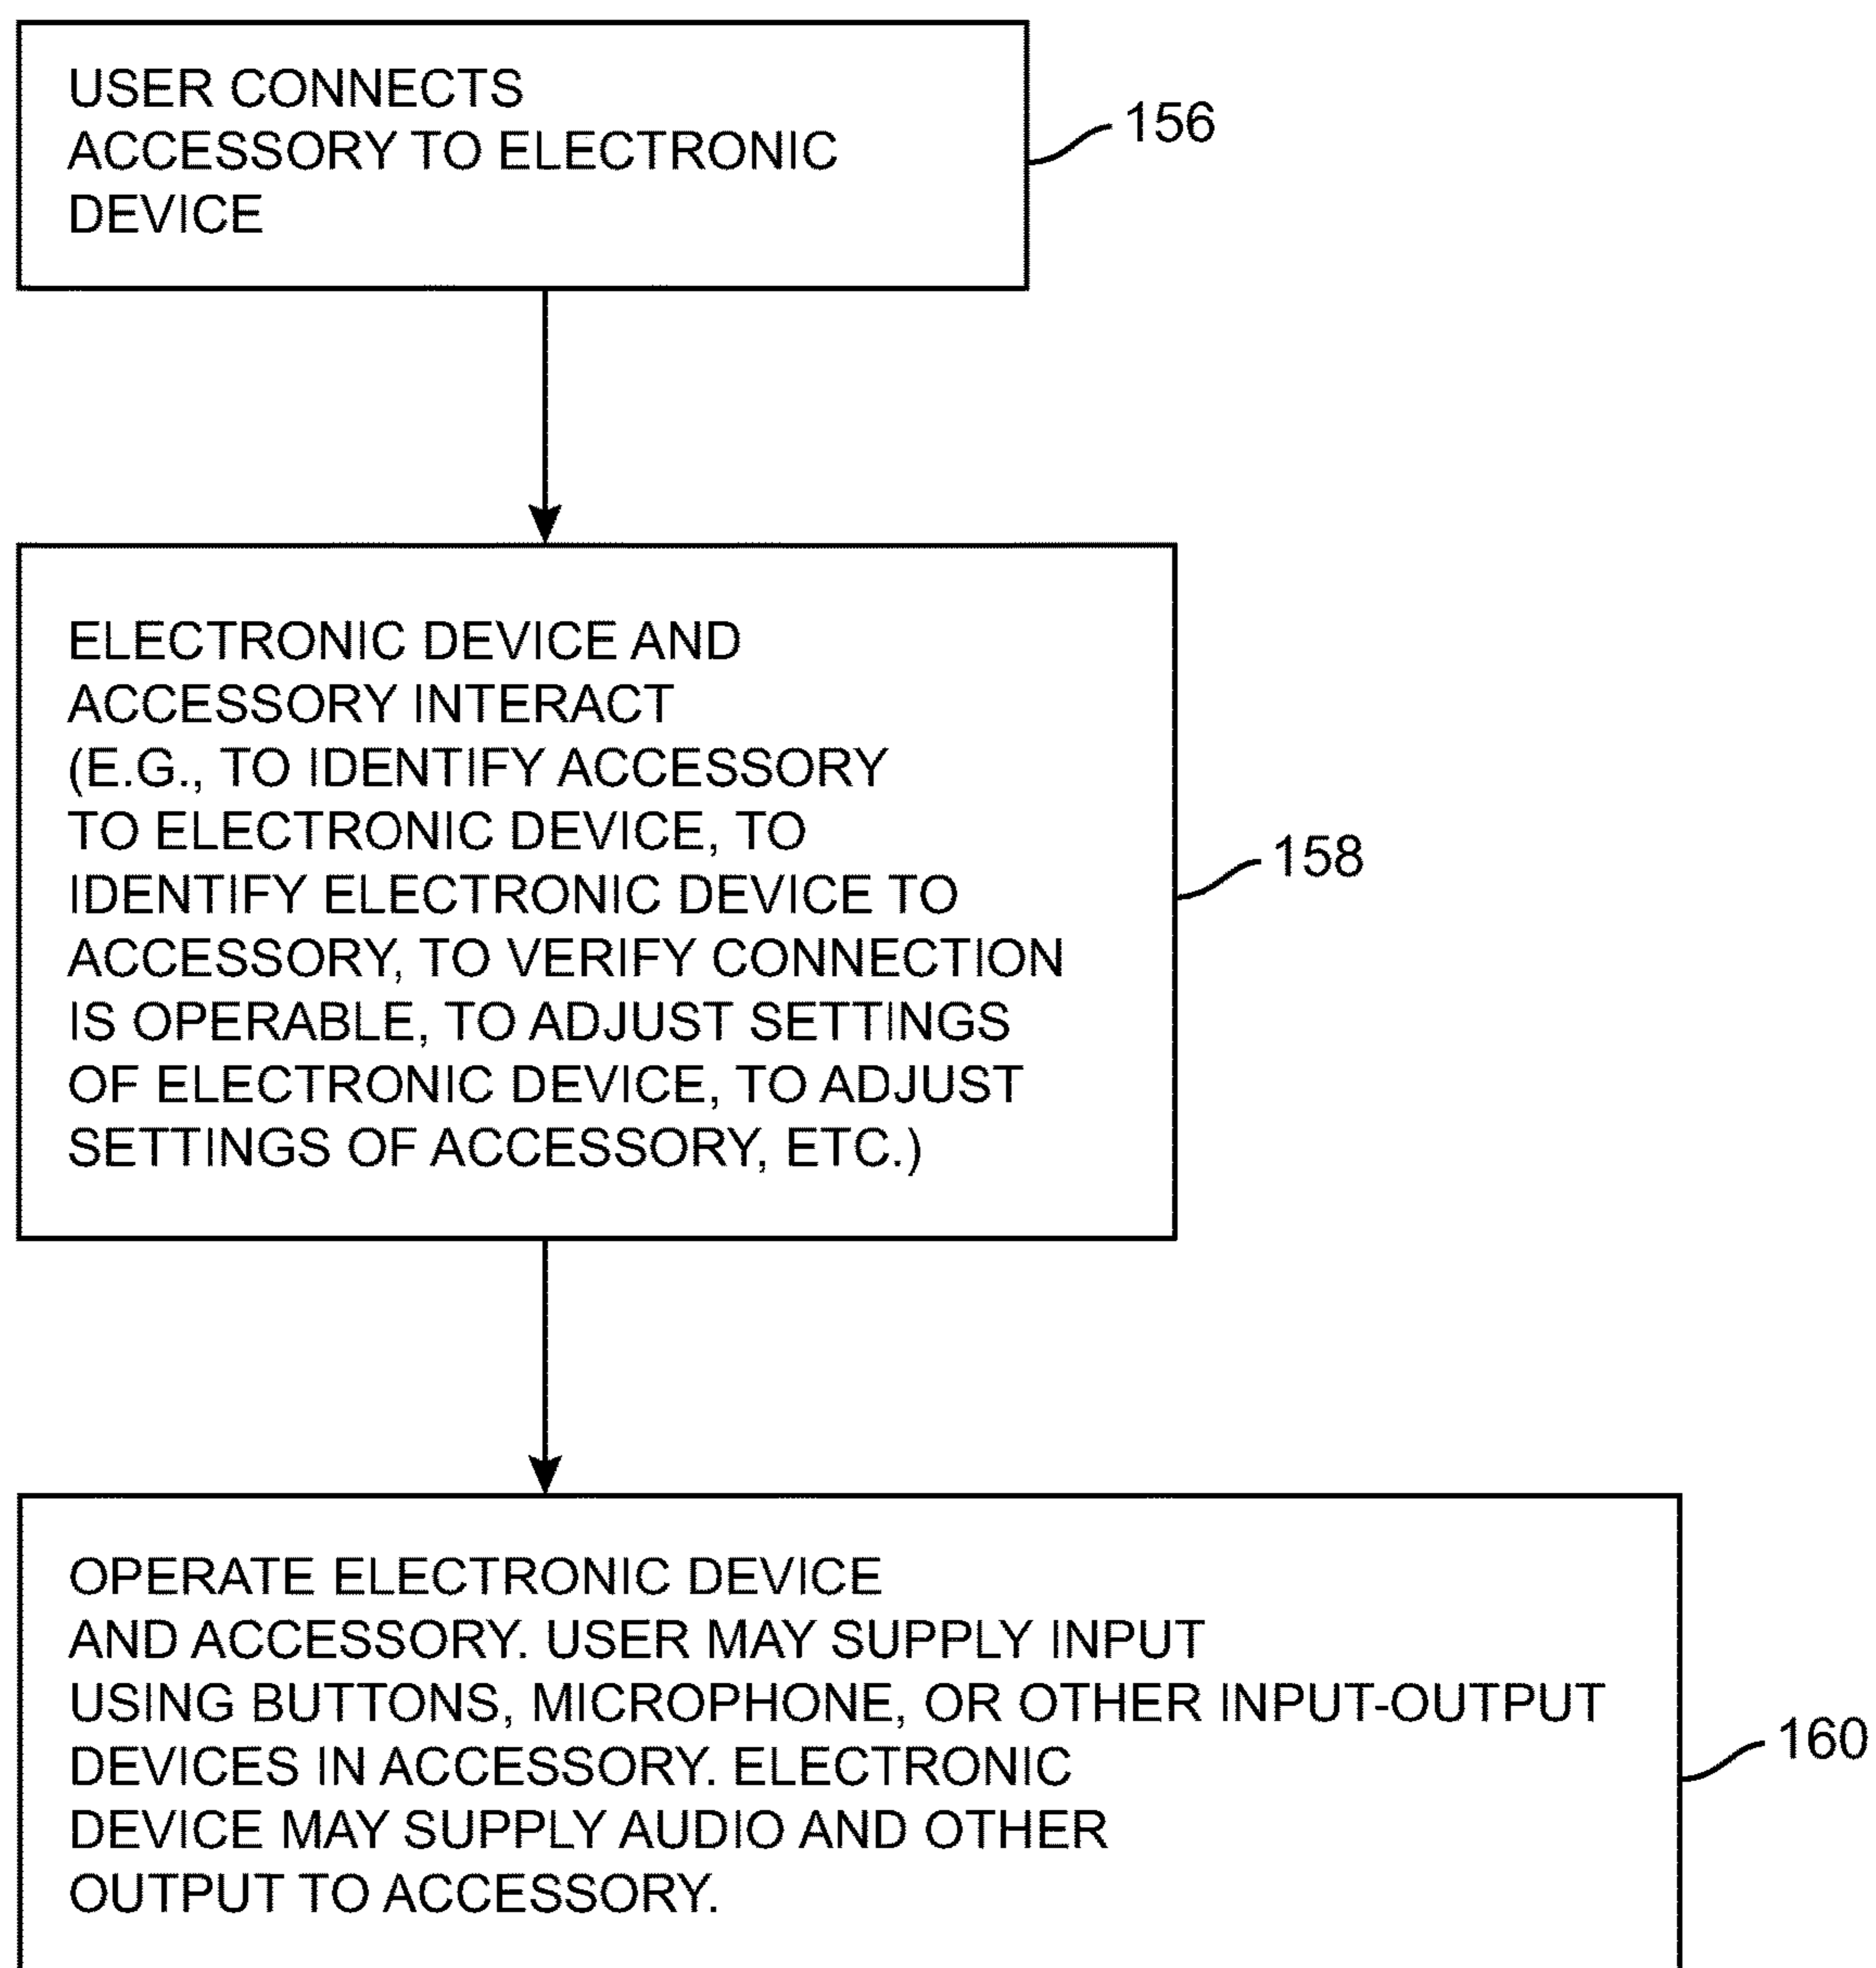 USER CONNECTS
ACCESSORY TO ELECTRONIC
DEVICE
156
ELECTRONIC DEVICE AND
ACCESSORY INTERACT
(E.G., TO IDENTIFY ACCESSORY
TO ELECTRONIC DEVICE, TO
IDENTIFY ELECTRONIC DEVICE TO
ACCESSORY, TO VERIFY CONNECTION
IS OPERABLE, TO ADJUST SETTINGS
OF ELECTRONIC DEVICE, TO ADJUST
SETTINGS OF ACCESSORY, ETC.)
158
OPERATE ELECTRONIC DEVICE
AND ACCESSORY. USER MAY SUPPLY INPUT
USING BUTTONS, MICROPHONE, OR OTHER INPUT-OUTPUT
DEVICES IN ACCESSORY. ELECTRONIC
DEVICE MAY SUPPLY AUDIO AND OTHER
OUTPUT TO ACCESSORY.
160